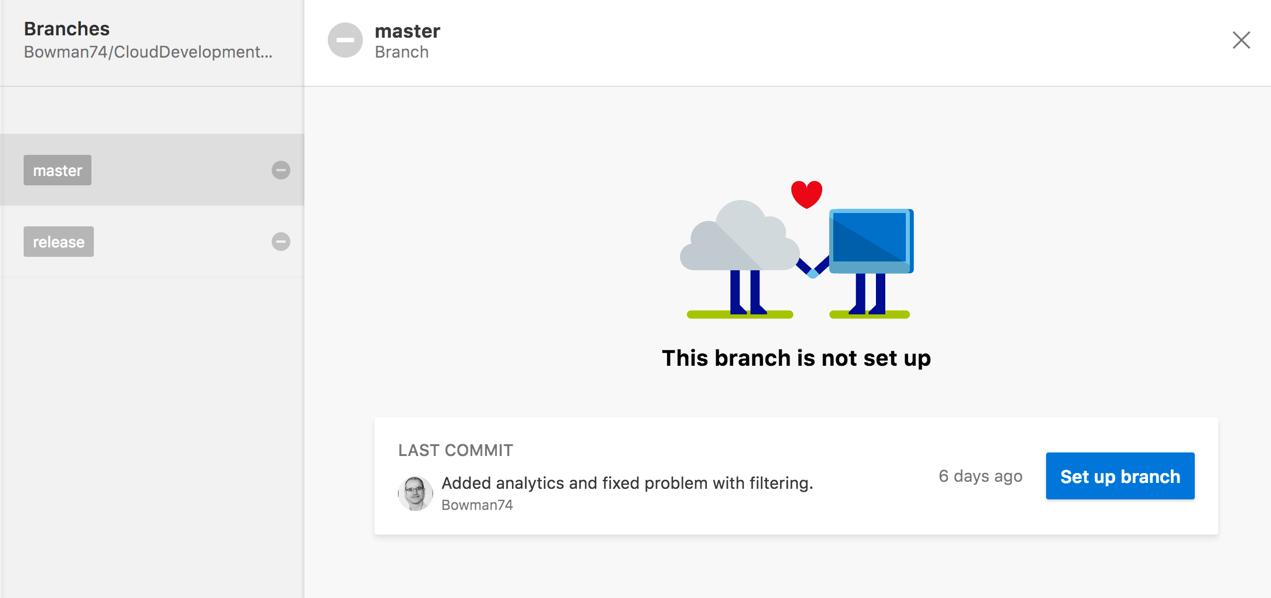 Branches
Bowman74/CloudDevelopment...
master
release
master
Branch
This branch is not set up
LAST COMMIT
Added analytics and fixed problem with filtering.
Bowman74
6 days ago
Set up branch